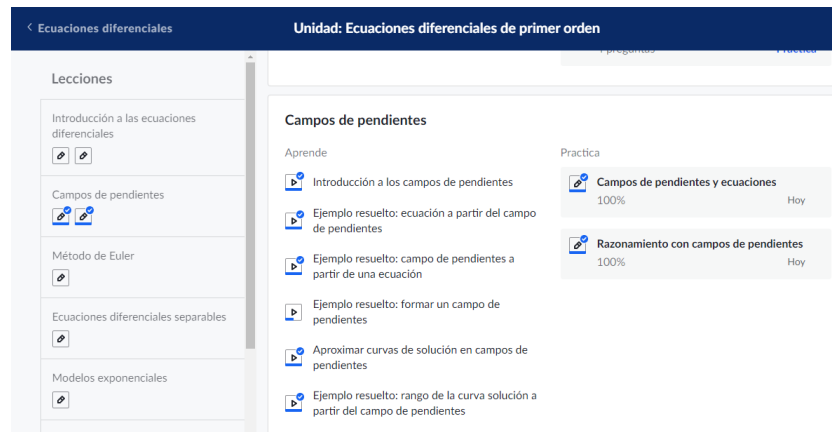 < Ecuaciones diferenciales
Unidad: Ecuaciones diferenciales de primer orden
Lecciones
Introducción a las ecuaciones
diferenciales
Campos de pendientes
Método de Euler
Ecuaciones diferenciales separables
Modelos exponenciales
Campos de pendientes
Aprende
Introducción a los campos de pendientes
Ejemplo resuelto: ecuación a partir del campo
de pendientes
Ejemplo resuelto: campo de pendientes a
partir de una ecuación
Ejemplo resuelto: formar un campo de
pendientes
Aproximar curvas de solución en campos de
pendientes
Ejemplo resuelto: rango de la curva solución a
partir del campo de pendientes
Practica
Campos de pendientes y ecuaciones
100% Hoy
Razonamiento con campos de pendientes
100% Hoy